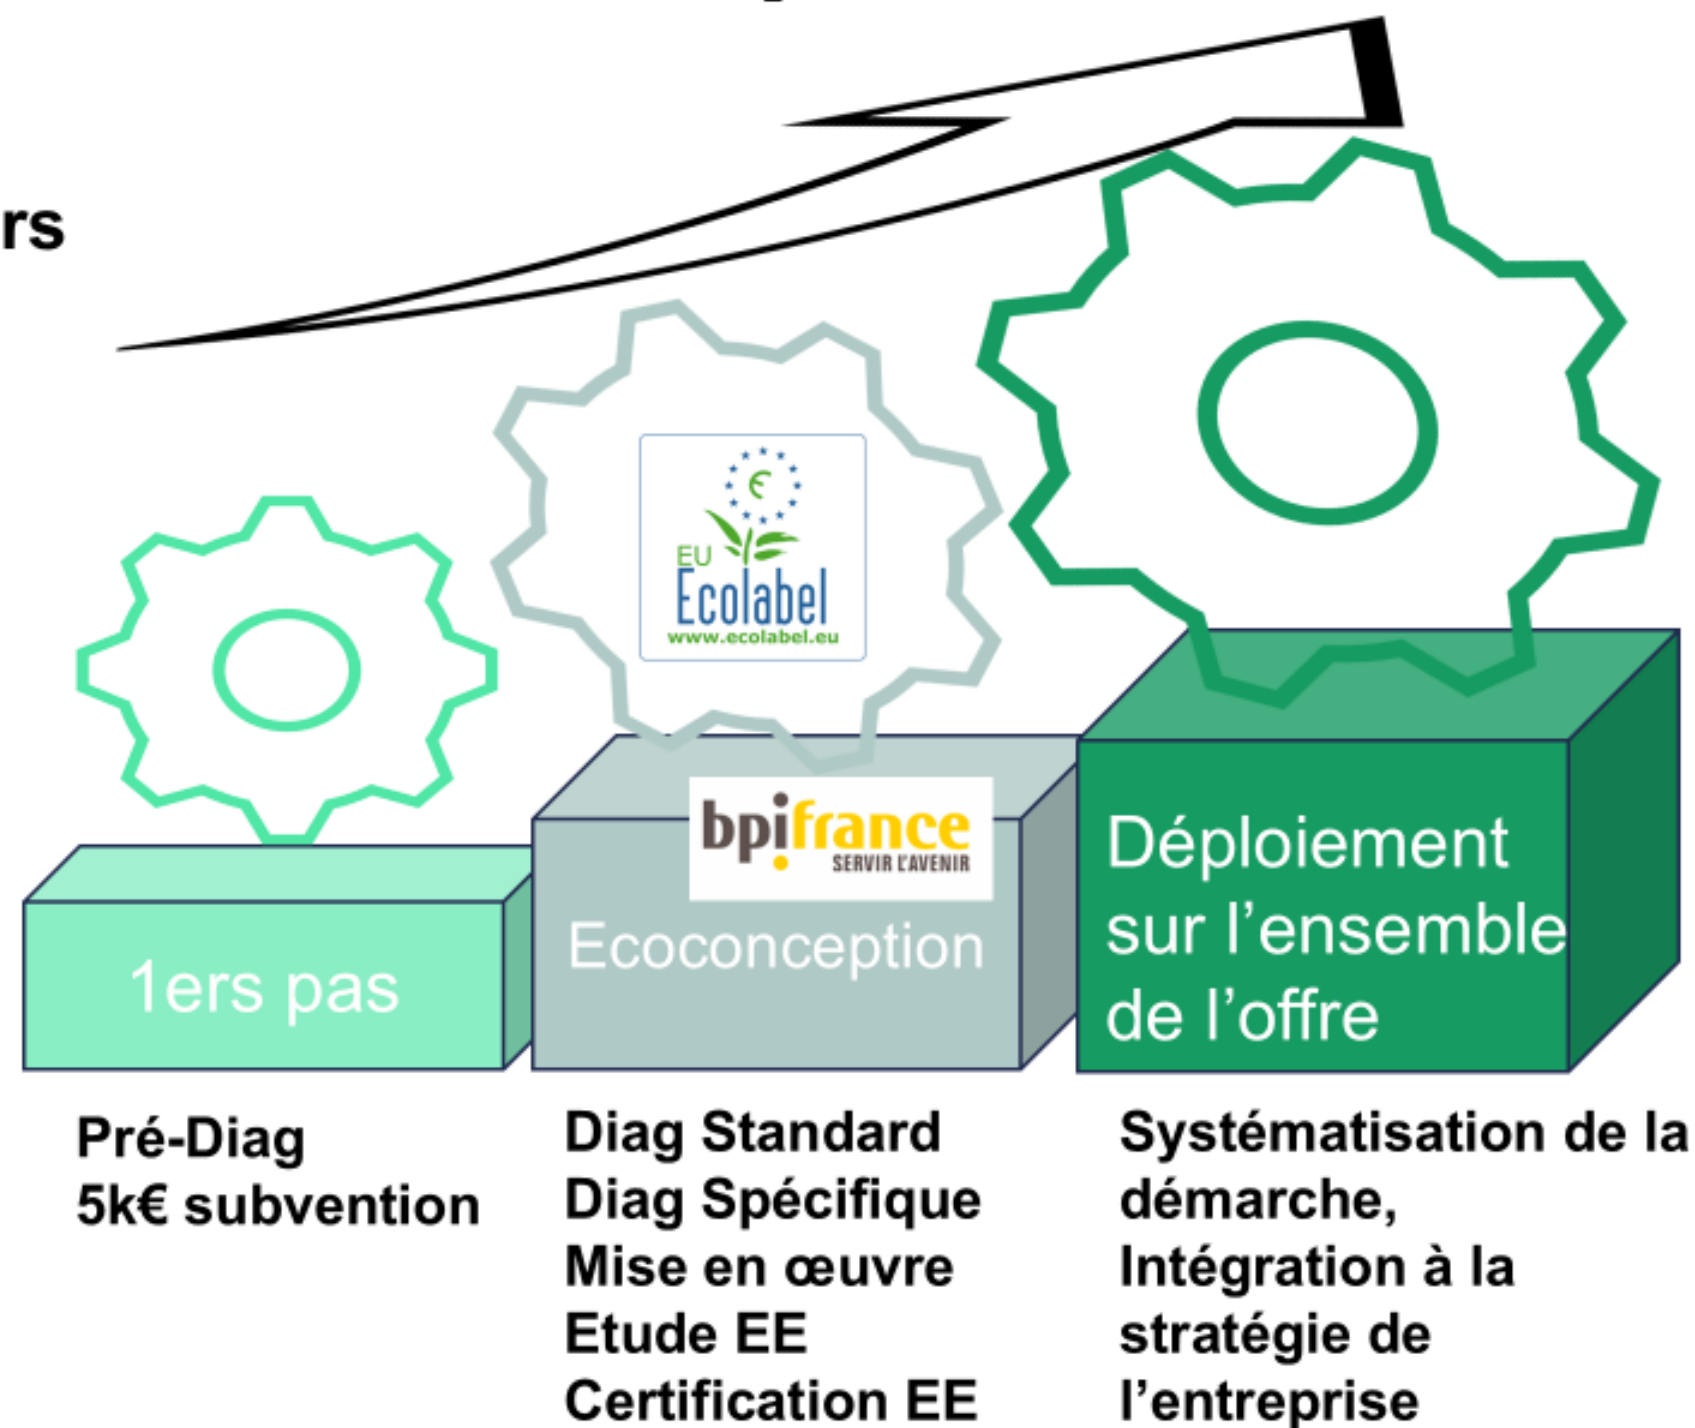 rs
EU
Ecolabel
www.ecolabel.eu
bpifrance
SERVIR L'AVENIR
1ers pas
Ecoconception
Déploiement
sur l’ensemble
de l’offre
Pré-Diag
5k€ subvention
Diag Standard
Diag Spécifique
Mise en œuvre
Etude EE
Certification EE
Systématisation de la
démarche,
Intégration à la
stratégie de
l’entreprise